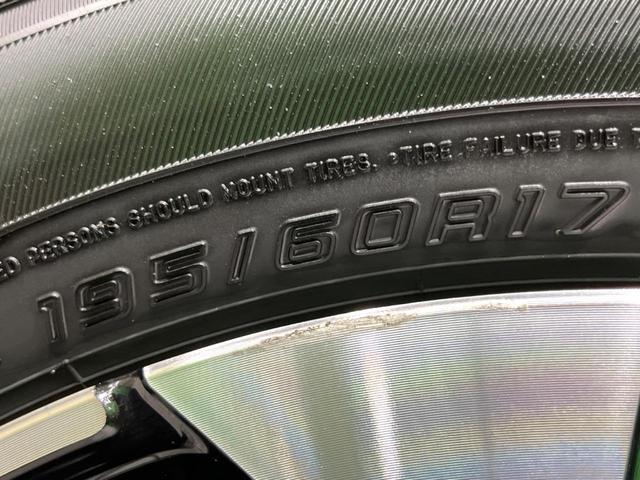 PERSONS SHOULD MOUNT TIRES. •TIRE FAILURE DUE
195/60R17